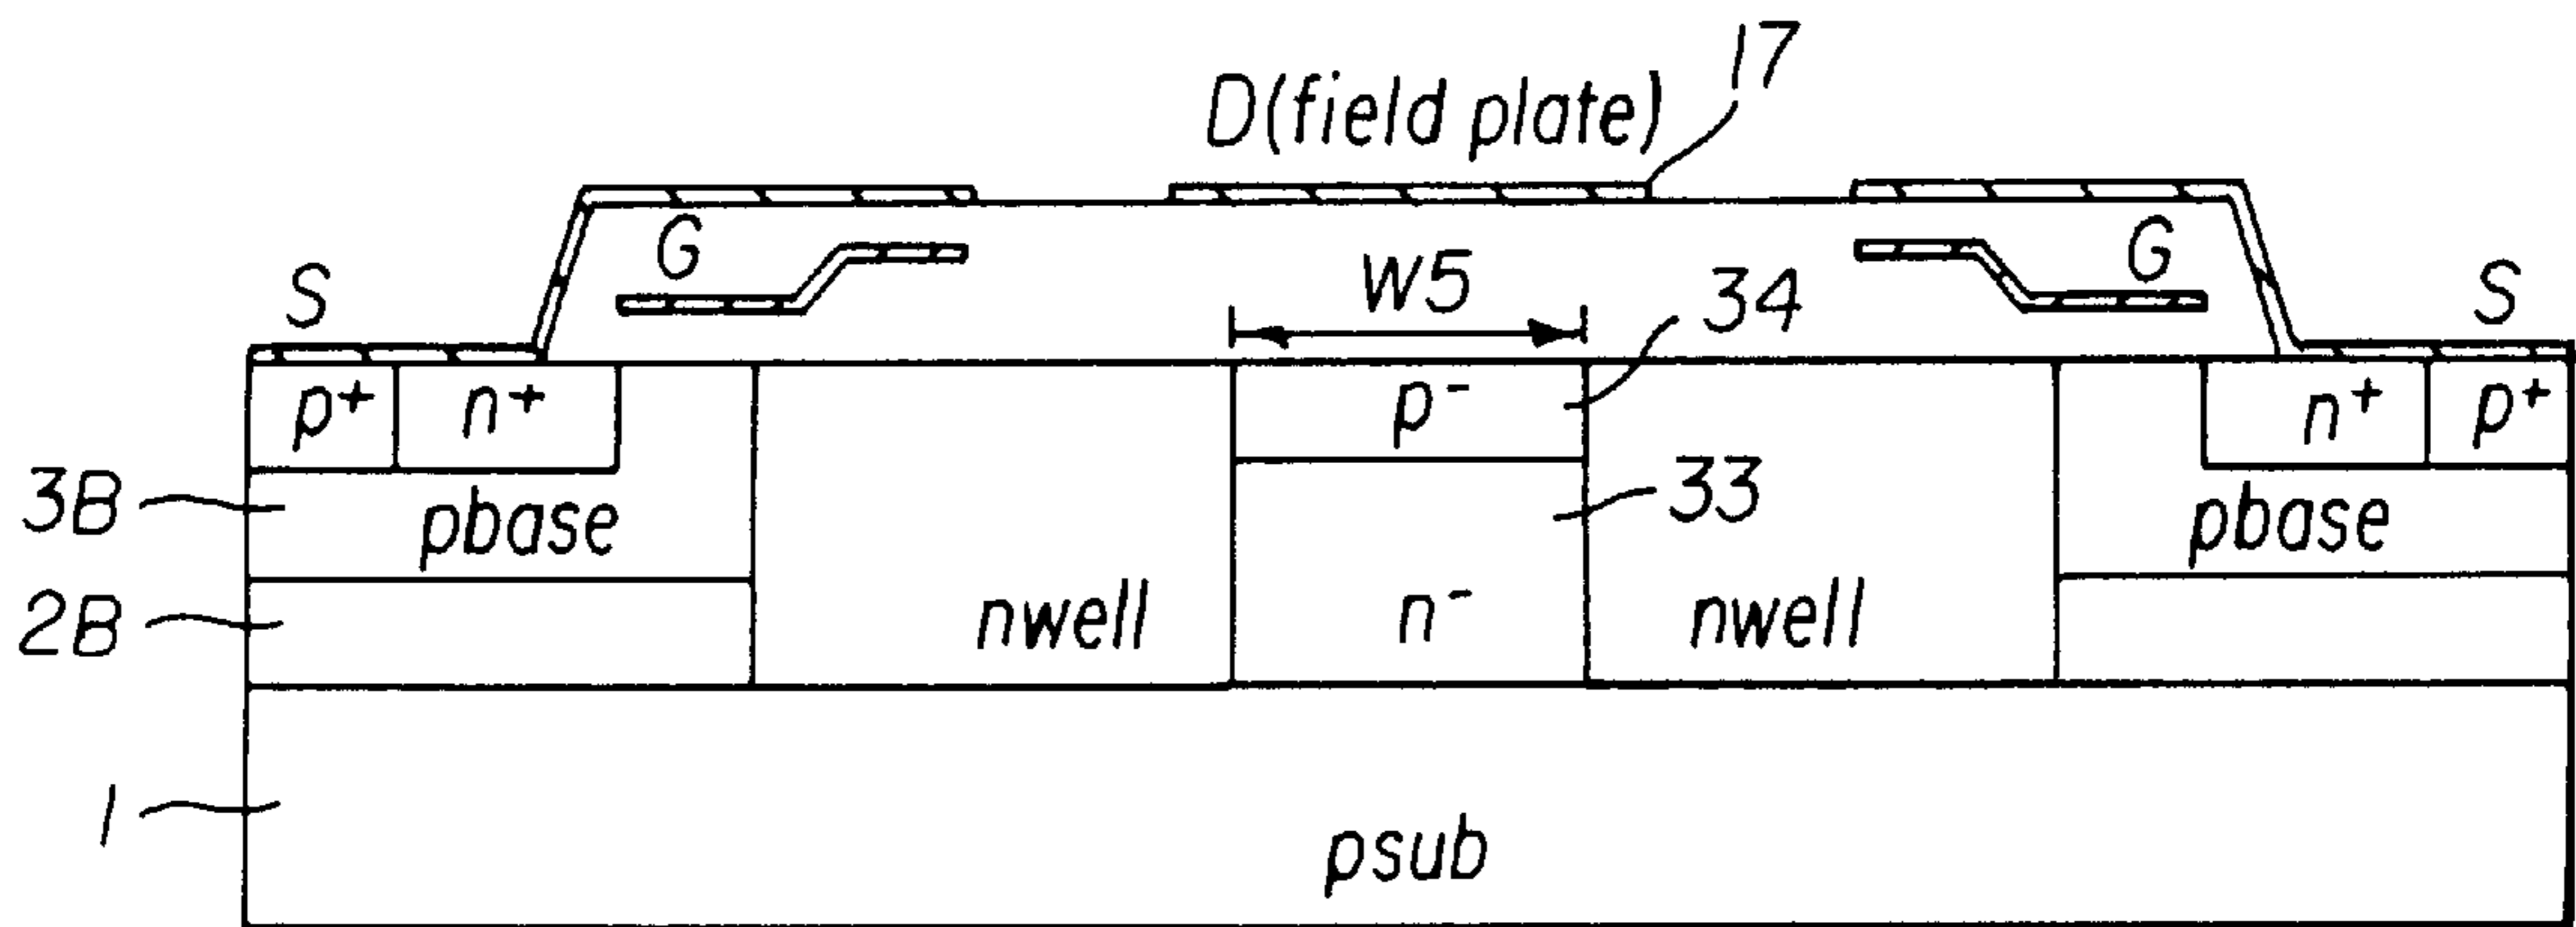 17
D(field plate)
G
G
S
W5
34
S
p+
n+
p-
n+
p+
3B
pbase
33
pbase
2B
nwell
n-
nwell
1
psub